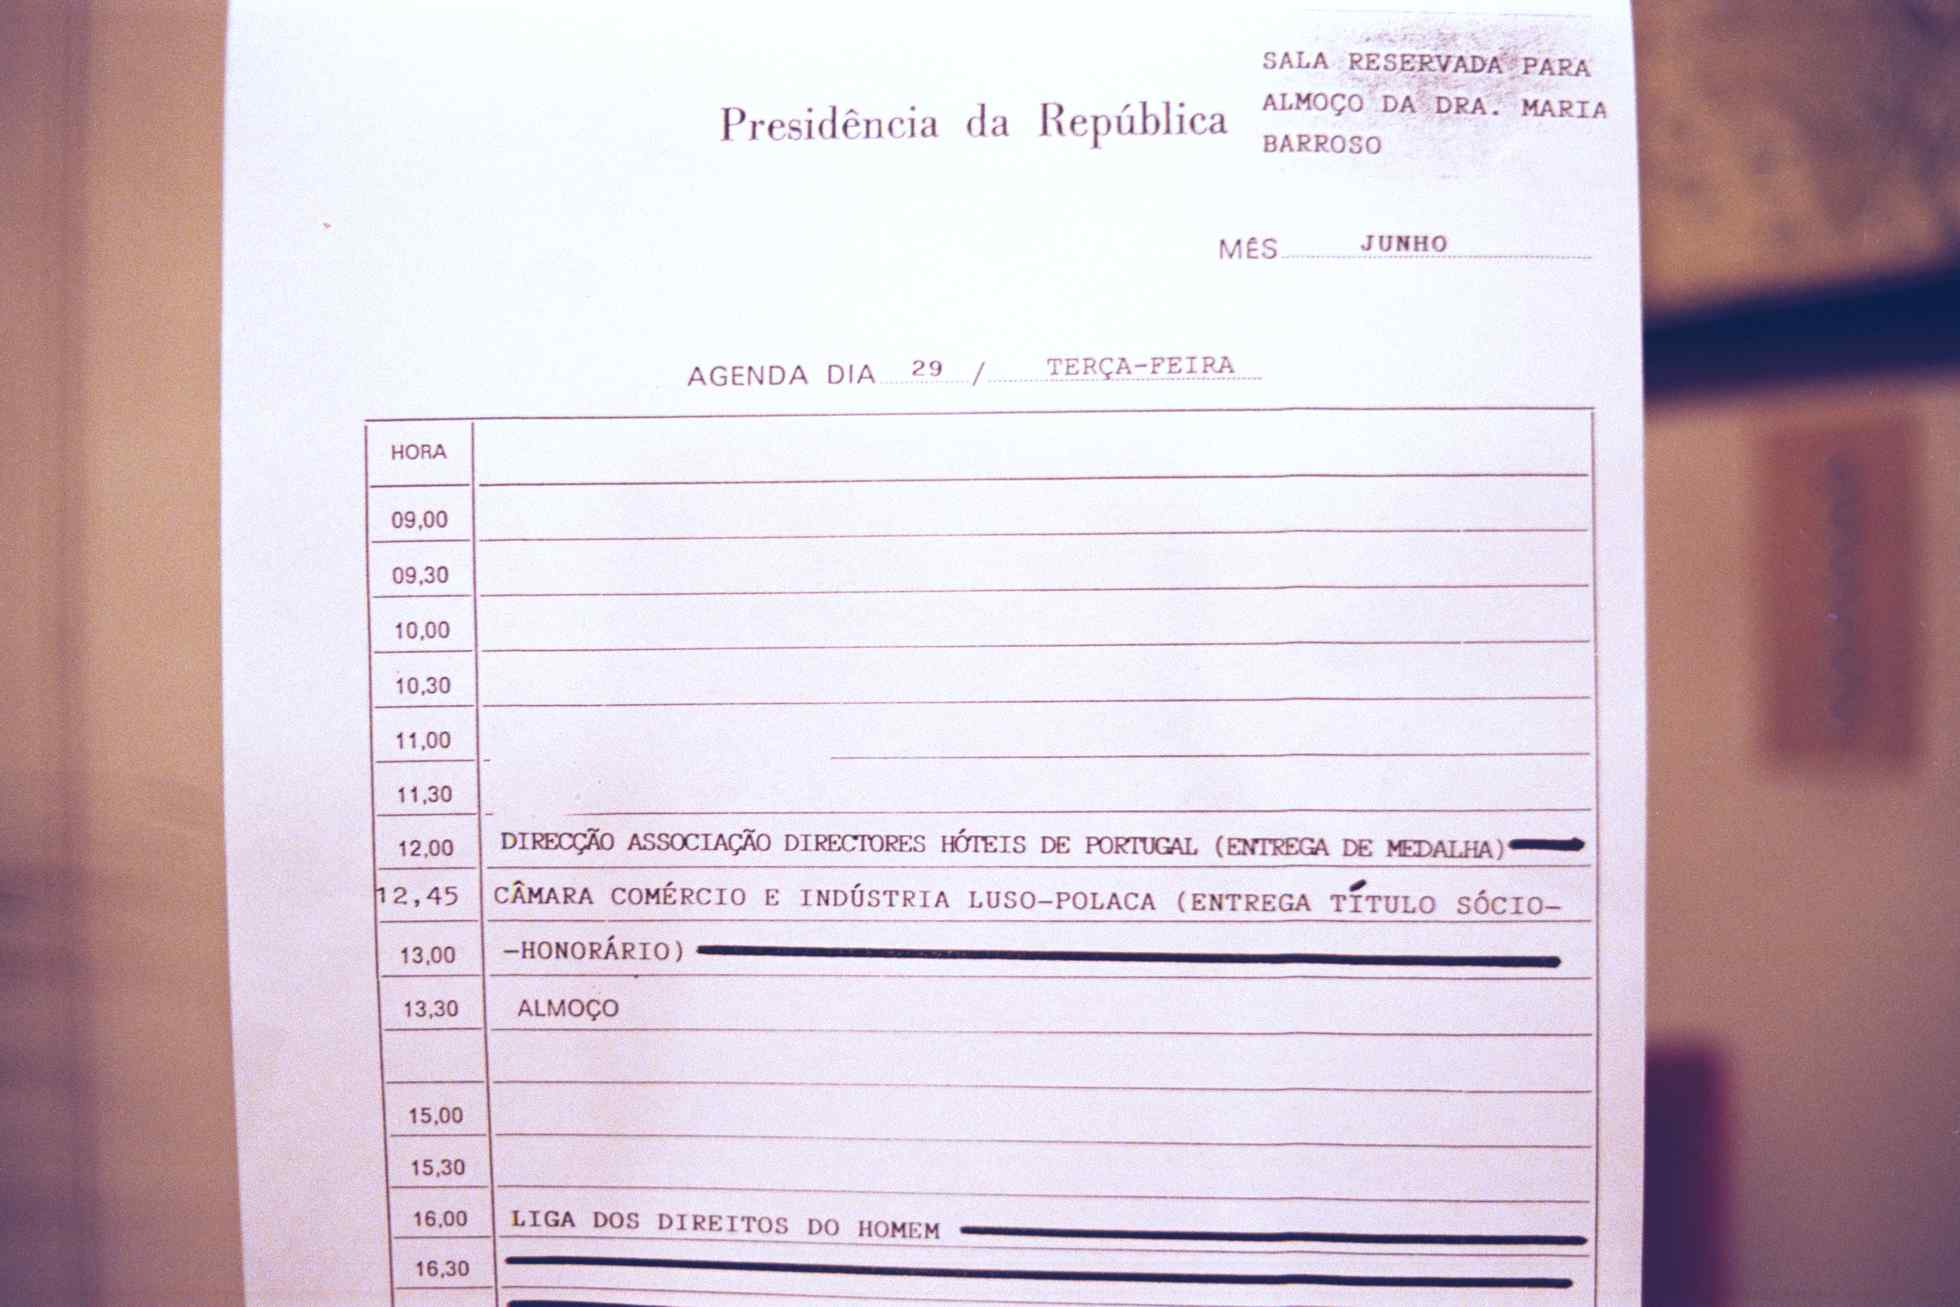 SALA RESERVADA PARA
ALMOÇO DA DRA. MARIA
BARROSO
Presidência da República
MÊS JUNHO
AGENDA DIA 29 / TERÇA-FEIRA
HORA
09,00
09,30
10,00
10,30
11,00
11,30
12,00 DIRECÇÃO ASSOCIAÇÃO DIRECTORES HÓTEIS DE PORTUGAL (ENTREGA DE MEDALHA)
12,45 CÂMARA COMÉRCIO E INDÚSTRIA LUSO-POLACA (ENTREGA TÍTULO SÓCIO-
13,00 -HONORÁRIO)
13,30 ALMOÇO
15,00
15,30
16,00 LIGA DOS DIREITOS DO HOMEM
16,30